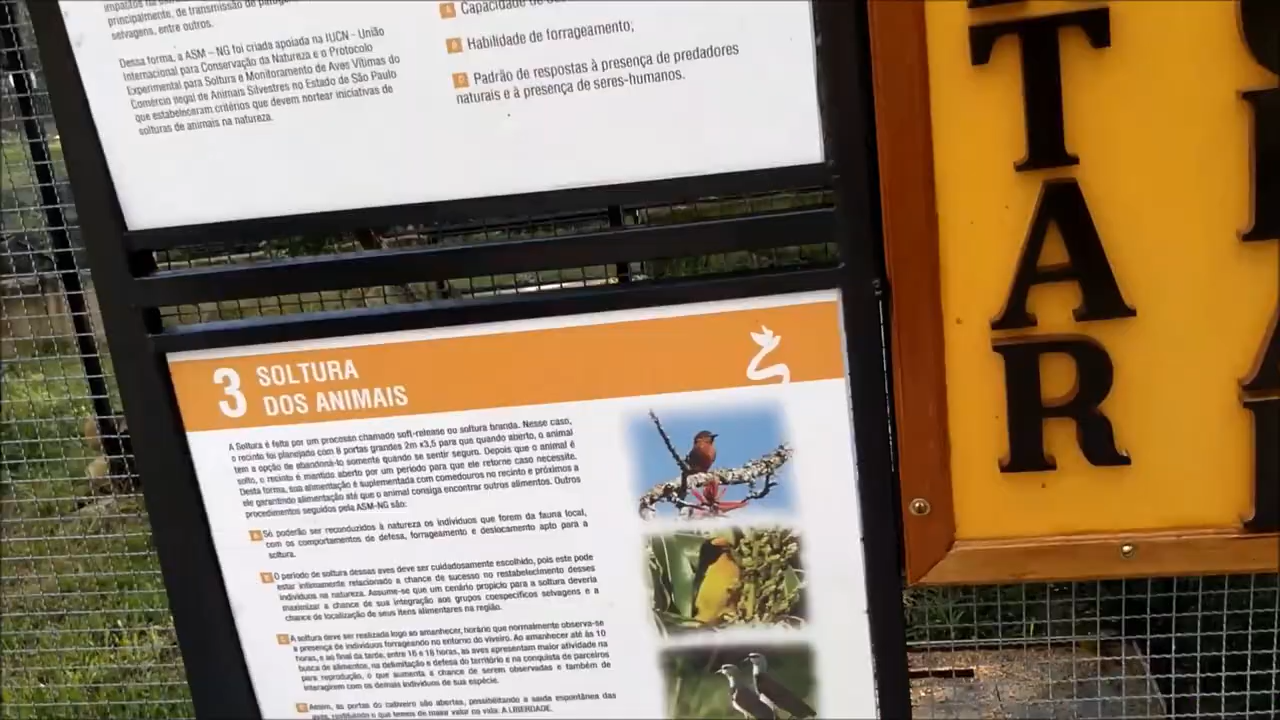 principalmente, de transmissão de
selvagens, entre outros.
Dessa forma, a ASM – NG foi criada apoiada na IUCN - União
Internacional para Conservação da Natureza e o Protocolo
Experimental para Soltura e Monitoramento de Aves Vítimas do
Comércio Ilegal de Animais Silvestres no Estado de São Paulo
que estabeleceram critérios que devem nortear iniciativas de
solturas de animais na natureza.
Capacidade de
Habilidade de forrageamento;
D Padrão de respostas à presença de predadores
naturais e à presença de seres-humanos.
3 SOLTURA
DOS ANIMAIS
A Soltura é feita por um processo chamado soft-release ou soltura branda. Nesse caso,
o recinto foi planejado com 8 portas grandes 2m x3,5 para que quando aberto, o animal
tem a opção de abandoná-lo somente quando se sentir seguro. Depois que o animal é
solto, o recinto é mantido aberto por um período para que ele retorne caso necessite.
Desta forma, sua alimentação é suplementada com comedouros no recinto e próximos a
ele garantindo alimentação até que o animal consiga encontrar outros alimentos. Outros
procedimentos seguidos pela ASM-NG são:
A Só poderão ser reconduzidos à natureza os indivíduos que forem da fauna local,
com os comportamentos de defesa, forrageamento e deslocamento apto para a
soltura.
B O período de soltura dessas aves deve ser cuidadosamente escolhido, pois este pode
estar intimamente relacionado a chance de sucesso no restabelecimento desses
indivíduos na natureza. Assume-se que um cenário propício para a soltura deveria
maximizar a chance de sua integração aos grupos coespecíficos selvagens e a
chance de localização de seus itens alimentares na região.
C A soltura deve ser realizada logo ao amanhecer, horário que normalmente observa-se
a presença de indivíduos forrageando no entorno do viveiro. Ao amanhecer até às 10
horas, e ao final da tarde, entre 16 e 18 horas, as aves apresentam maior atividade na
busca de alimentos, na delimitação e defesa do território e na conquista de parceiros
para reprodução, o que aumenta a chance de serem observadas e também de
interagirem com os demais indivíduos de sua espécie.
Assim, as portas do cativeiro são abertas, possibilitando a saída espontânea das
aves, restituindo o que temos de maior valor na vida: A LIBERDADE.
T
A
R